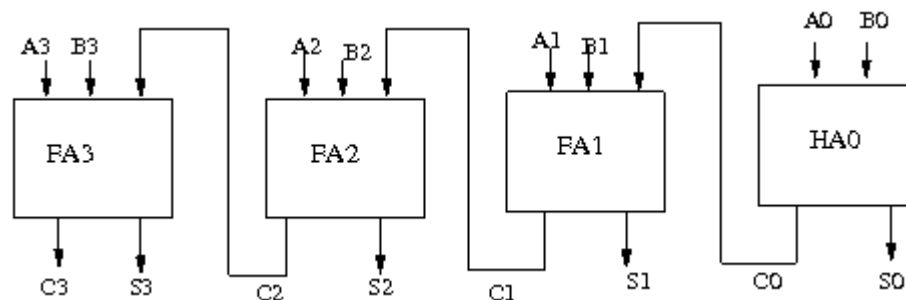 A3 B3 A2 B2 A1 B1 A0 B0
FA3 FA2 FA1 HA0
C3 S3 C2 S2 C1 S1 C0 S0